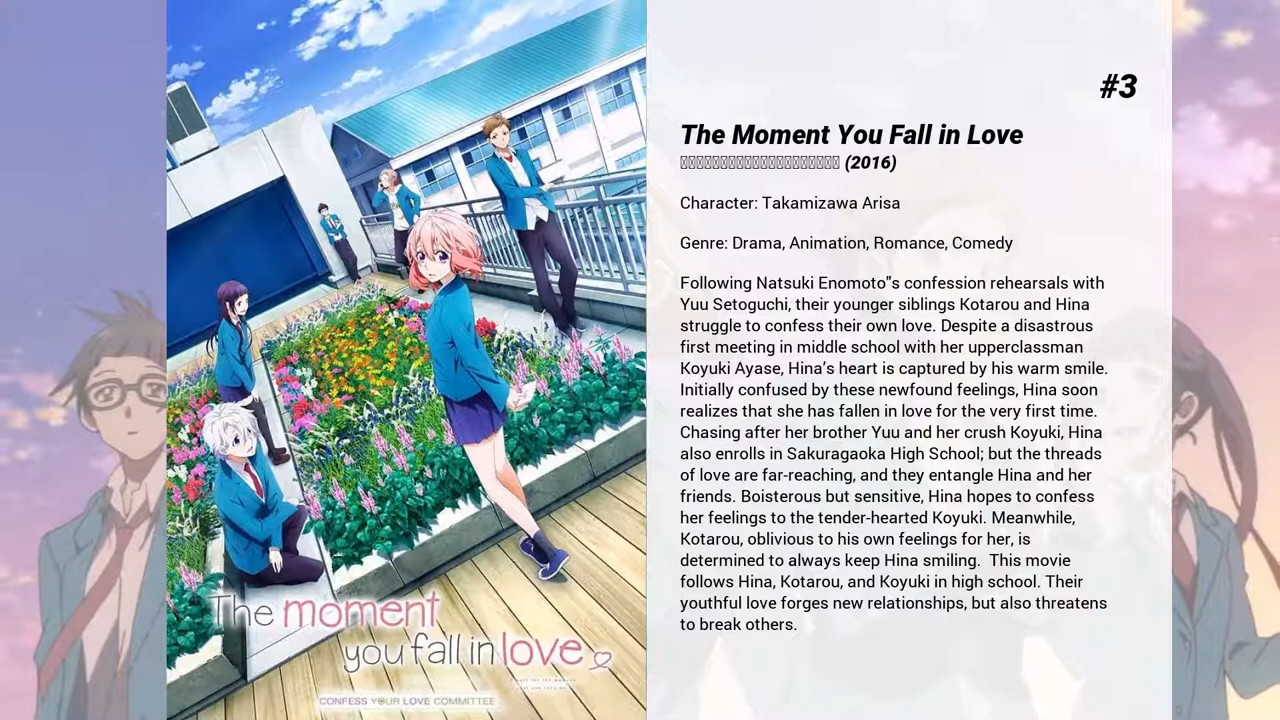 #3
The Moment You Fall in Love
(2016)
Character: Takamizawa Arisa
Genre: Drama, Animation, Romance, Comedy
Following Natsuki Enomoto"s confession rehearsals with
Yuu Setoguchi, their younger siblings Kotarou and Hina
struggle to confess their own love. Despite a disastrous
first meeting in middle school with her upperclassman
Koyuki Ayase, Hina's heart is captured by his warm smile.
Initially confused by these newfound feelings, Hina soon
realizes that she has fallen in love for the very first time.
Chasing after her brother Yuu and her crush Koyuki, Hina
also enrolls in Sakuragaoka High School; but the threads
of love are far-reaching, and they entangle Hina and her
friends. Boisterous but sensitive, Hina hopes to confess
her feelings to the tender-hearted Koyuki. Meanwhile,
Kotarou, oblivious to his own feelings for her, is
determined to always keep Hina smiling.  This movie
follows Hina, Kotarou, and Koyuki in high school. Their
youthful love forges new relationships, but also threatens
to break others.
The moment
you fall in love
CONFESS YOUR LOVE COMMITTEE